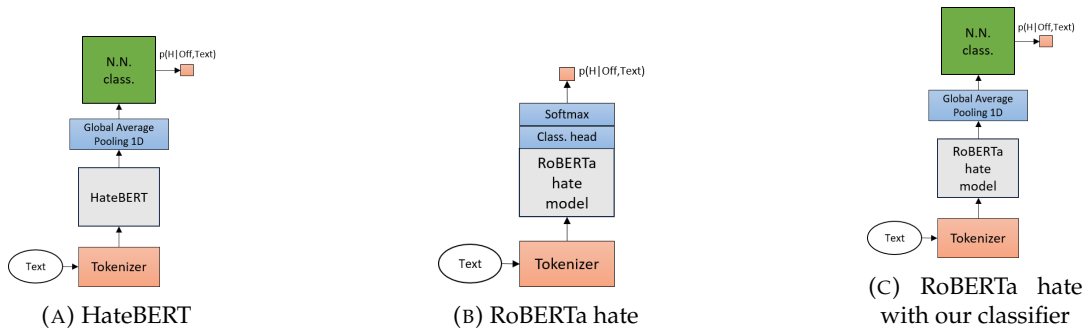 p(H|Off,Text)
N.N.
class.
Global Average
Pooling 1D
HateBERT
Text
Tokenizer
(A) HateBERT
p(H|Off,Text)
Softmax
Class. head
RoBERTa
hate
model
Text
Tokenizer
(B) RoBERTa hate
p(H|Off,Text)
N.N.
class.
Global Average
Pooling 1D
RoBERTa
hate
model
Text
Tokenizer
(C) RoBERTa hate
with our classifier